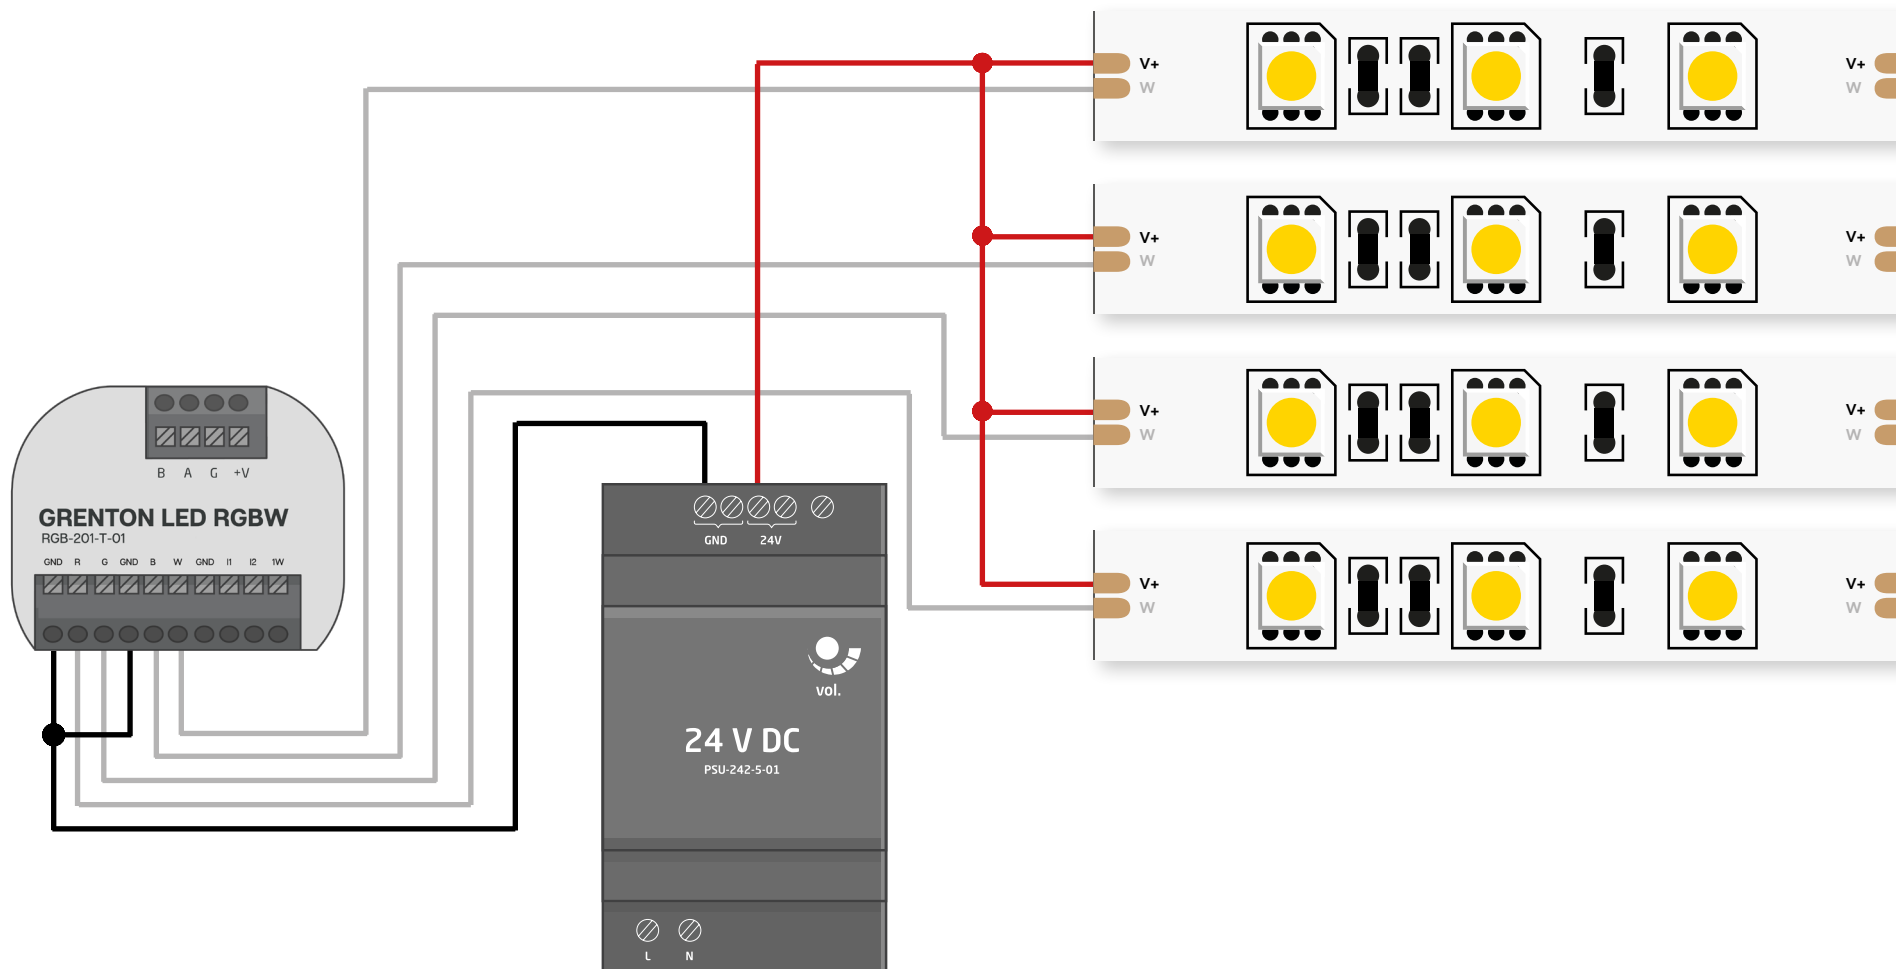 V+ V+
W W
V+ V+
W W
V+ V+
W W
V+ V+
W W
B A G +V
GRENTON LED RGBW
RGB-201-T-01
GND R G GND B W GND I1 I2 1W
GND 24V
vol.
24 V DC
PSU-242-5-01
L N